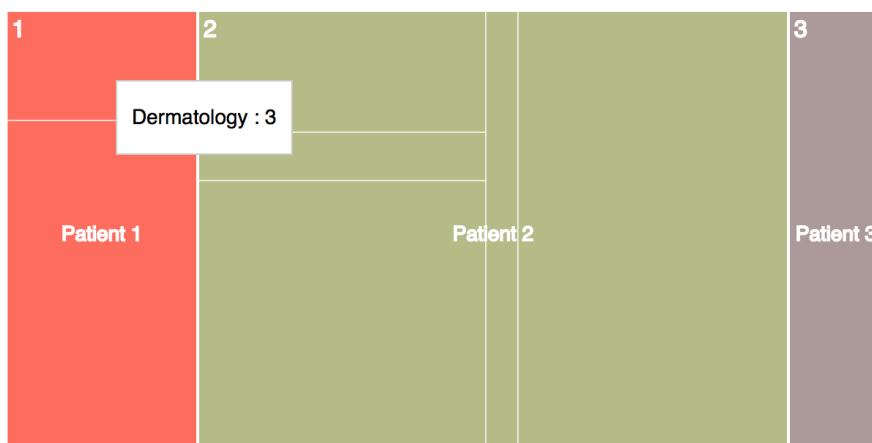 1
2
3
Dermatology : 3
Patient 1
Patient 2
Patient 3